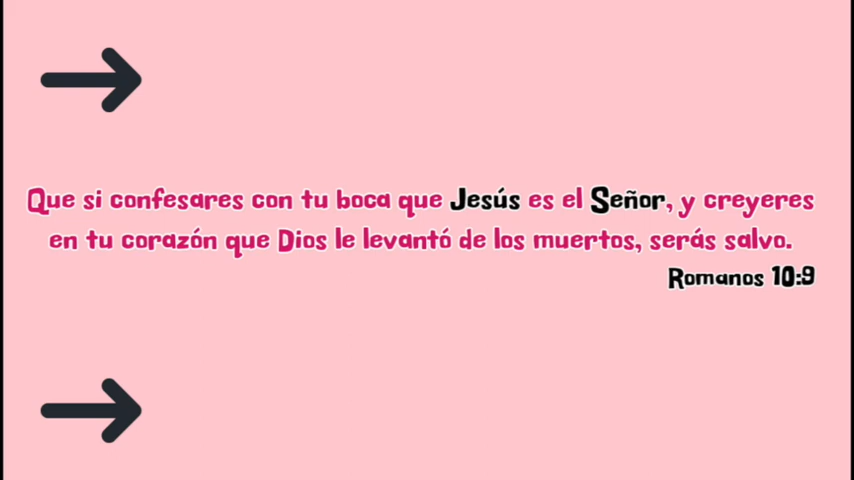 Que si confesares con tu boca que Jesús es el Señor, y creyeres
en tu corazón que Dios le levantó de los muertos, serás salvo.
Romanos 10:9